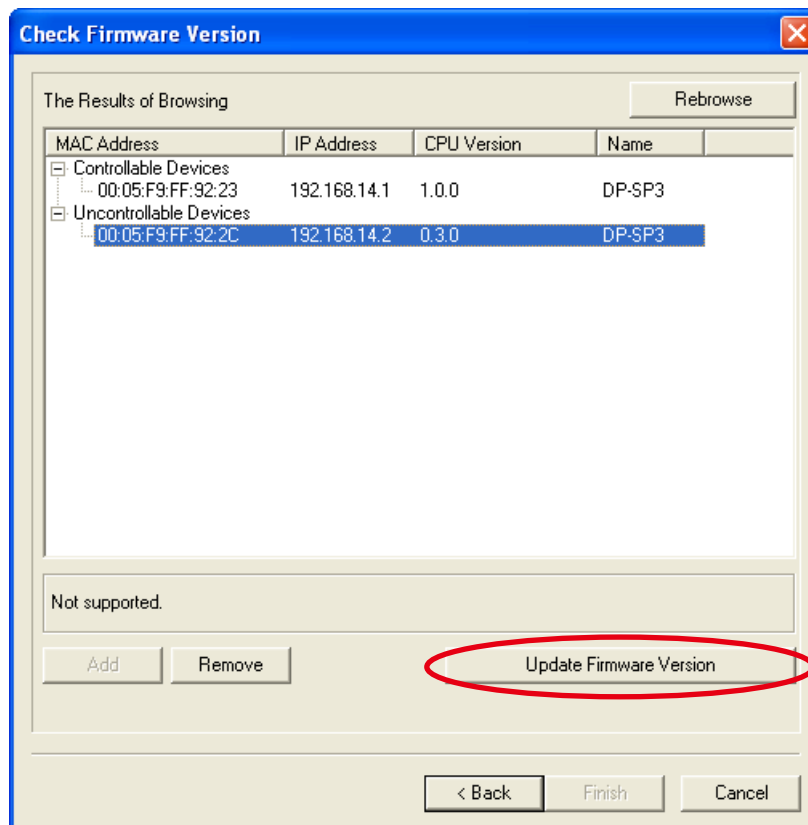 Check Firmware Version
The Results of Browsing
Rebrowse
MAC Address IP Address CPU Version Name
Controllable Devices
00:05:F9:FF:92:23 192.168.14.1 1.0.0 DP-SP3
Uncontrollable Devices
00:05:F9:FF:92:2C 192.168.14.2 0.3.0 DP-SP3
Not supported.
Add Remove Update Firmware Version
< Back Finish Cancel